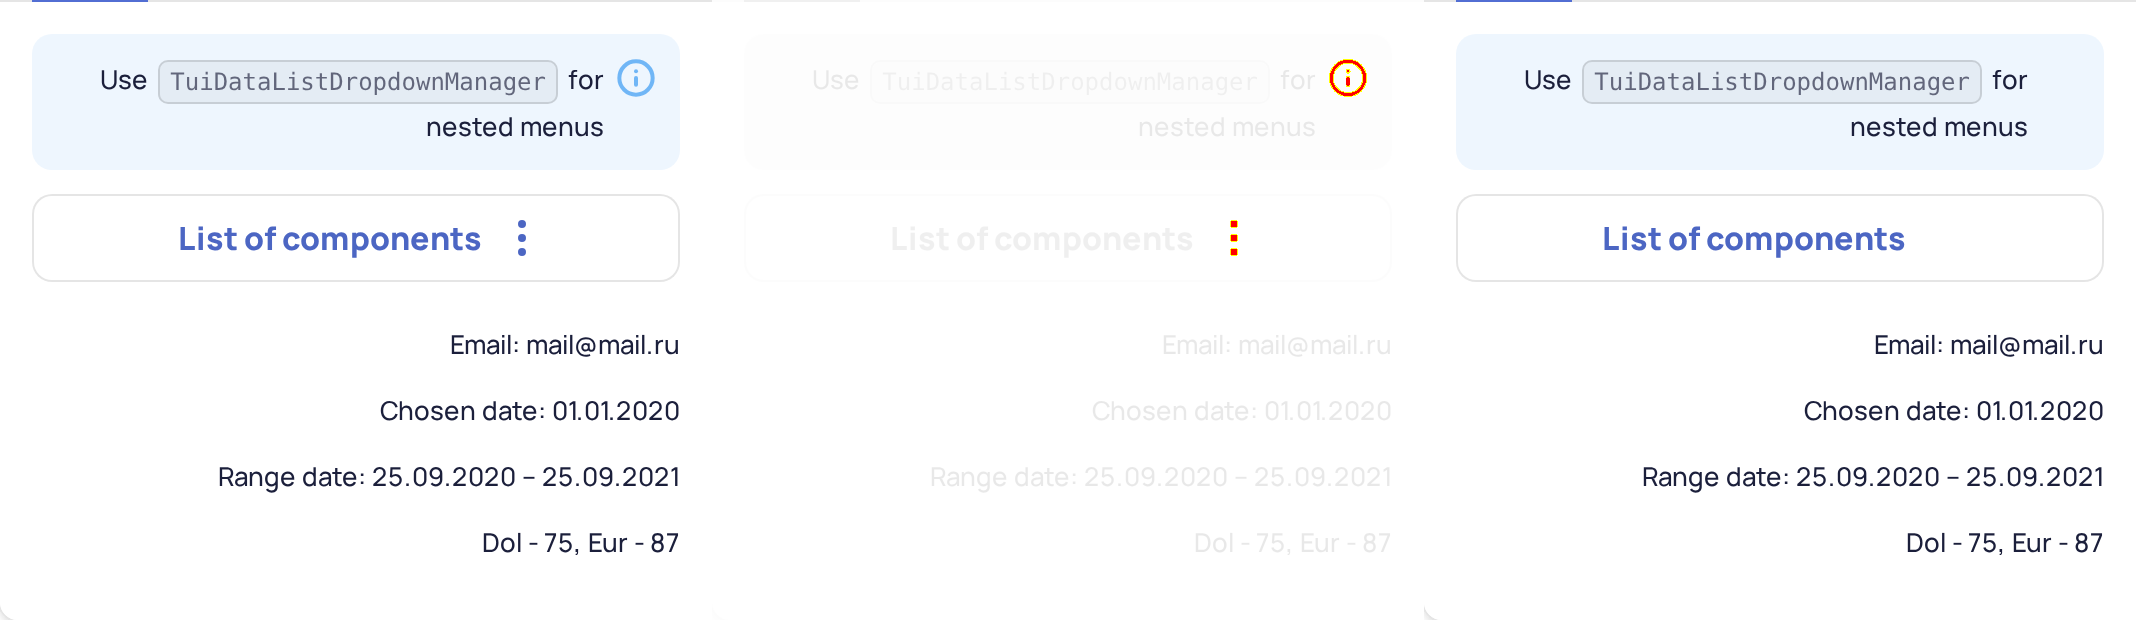 Use TuiDataListDropdownManager for
nested menus
List of components
Email: mail@mail.ru
Chosen date: 01.01.2020
Range date: 25.09.2020 – 25.09.2021
Dol - 75, Eur - 87
Use TuiDataListDropdownManager for
nested menus
List of components
Email: mail@mail.ru
Chosen date: 01.01.2020
Range date: 25.09.2020 – 25.09.2021
Dol - 75, Eur - 87
Use TuiDataListDropdownManager for
nested menus
List of components
Email: mail@mail.ru
Chosen date: 01.01.2020
Range date: 25.09.2020 – 25.09.2021
Dol - 75, Eur - 87